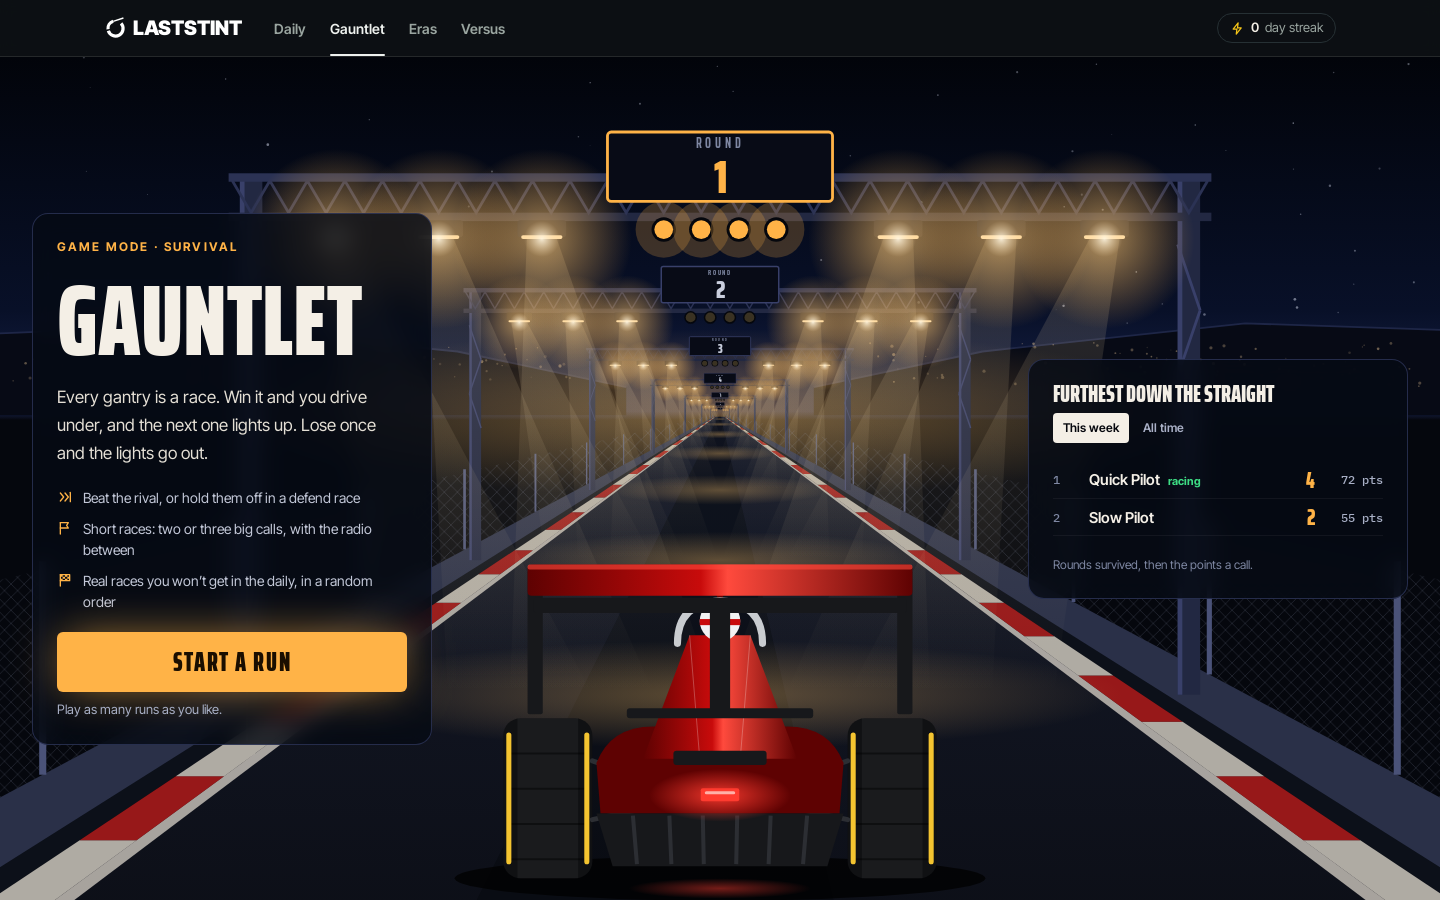 LASTSTINT
Daily
Gauntlet
Eras
Versus
0 day streak
ROUND
1
ROUND
2
3
GAME MODE · SURVIVAL
GAUNTLET
Every gantry is a race. Win it and you drive
under, and the next one lights up. Lose once
and the lights go out.
Beat the rival, or hold them off in a defend race
Short races: two or three big calls, with the radio
between
Real races you won’t get in the daily, in a random
order
START A RUN
Play as many runs as you like.
FURTHEST DOWN THE STRAIGHT
This week
All time
1 Quick Pilot racing 4 72 pts
2 Slow Pilot 2 55 pts
Rounds survived, then the points a call.